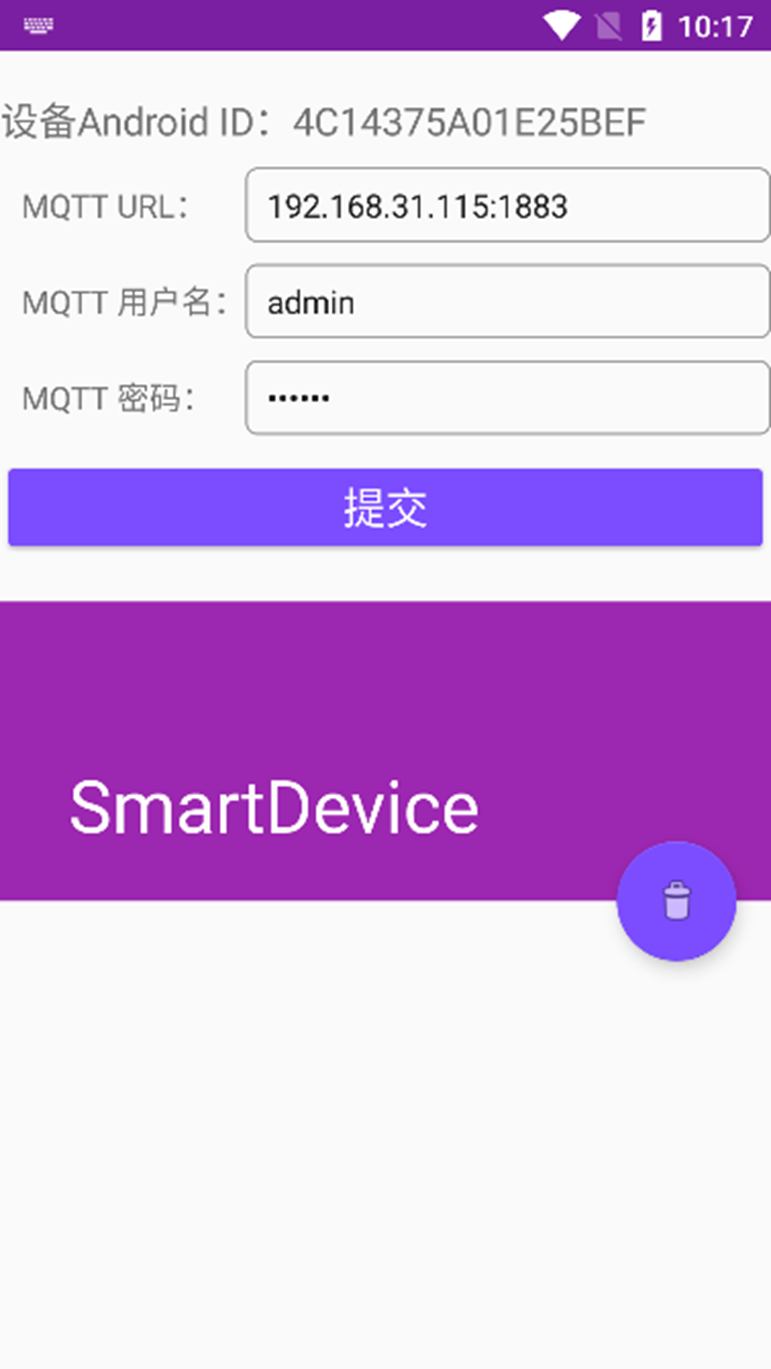 10:17
设备Android ID：4C14375A01E25BEF
MQTT URL： 192.168.31.115:1883
MQTT 用户名： admin
MQTT 密码： ••••••
提交
SmartDevice